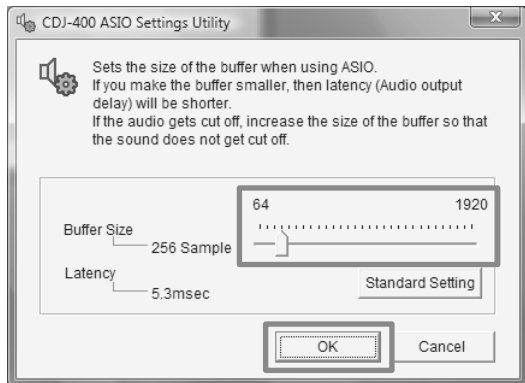 CDJ-400 ASIO Settings Utility
Sets the size of the buffer when using ASIO.
If you make the buffer smaller, then latency (Audio output
delay) will be shorter.
If the audio gets cut off, increase the size of the buffer so that
the sound does not get cut off.
64 1920
Buffer Size
256 Sample
Latency
5.3msec
Standard Setting
OK Cancel